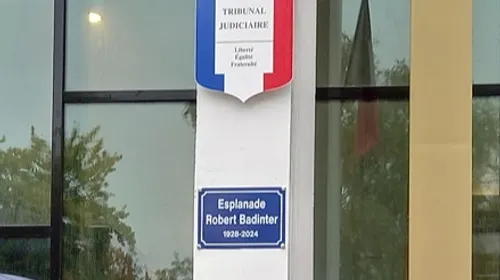 TRIBUNAL
JUDICIAIRE
Liberté
Égalité
Fraternité
Esplanade
Robert Badinter
1928-2024